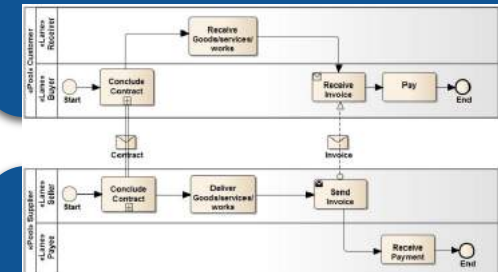 «Pool» Customer
«Lane»
Receiver
Receive
Goods/services/
works
«Lane»
Buyer
Start
Conclude
Contract
Receive
Invoice
Pay
End
Contract
Invoice
«Pool» Supplier
«Lane»
Seller
Start
Conclude
Contract
Deliver
Goods/services/
works
Send
Invoice
«Lane»
Payee
Receive
Payment
End